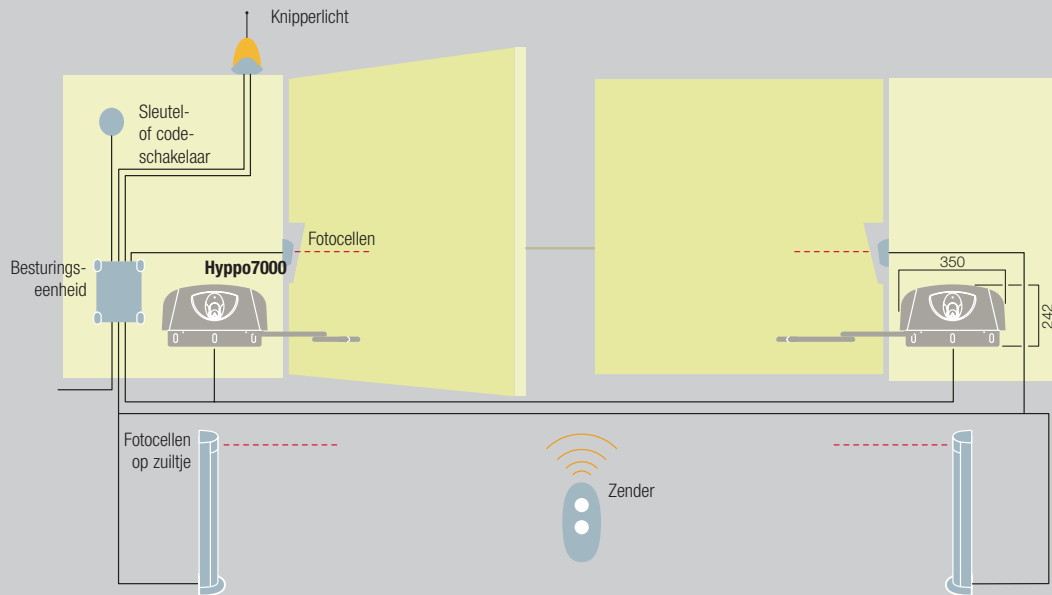 Knipperlicht
Sleutel-
of code-
schakelaar
Fotocellen
Besturings-
eenheid
Hyppo7000
350
242
Fotocellen
op zuiltje
Zender